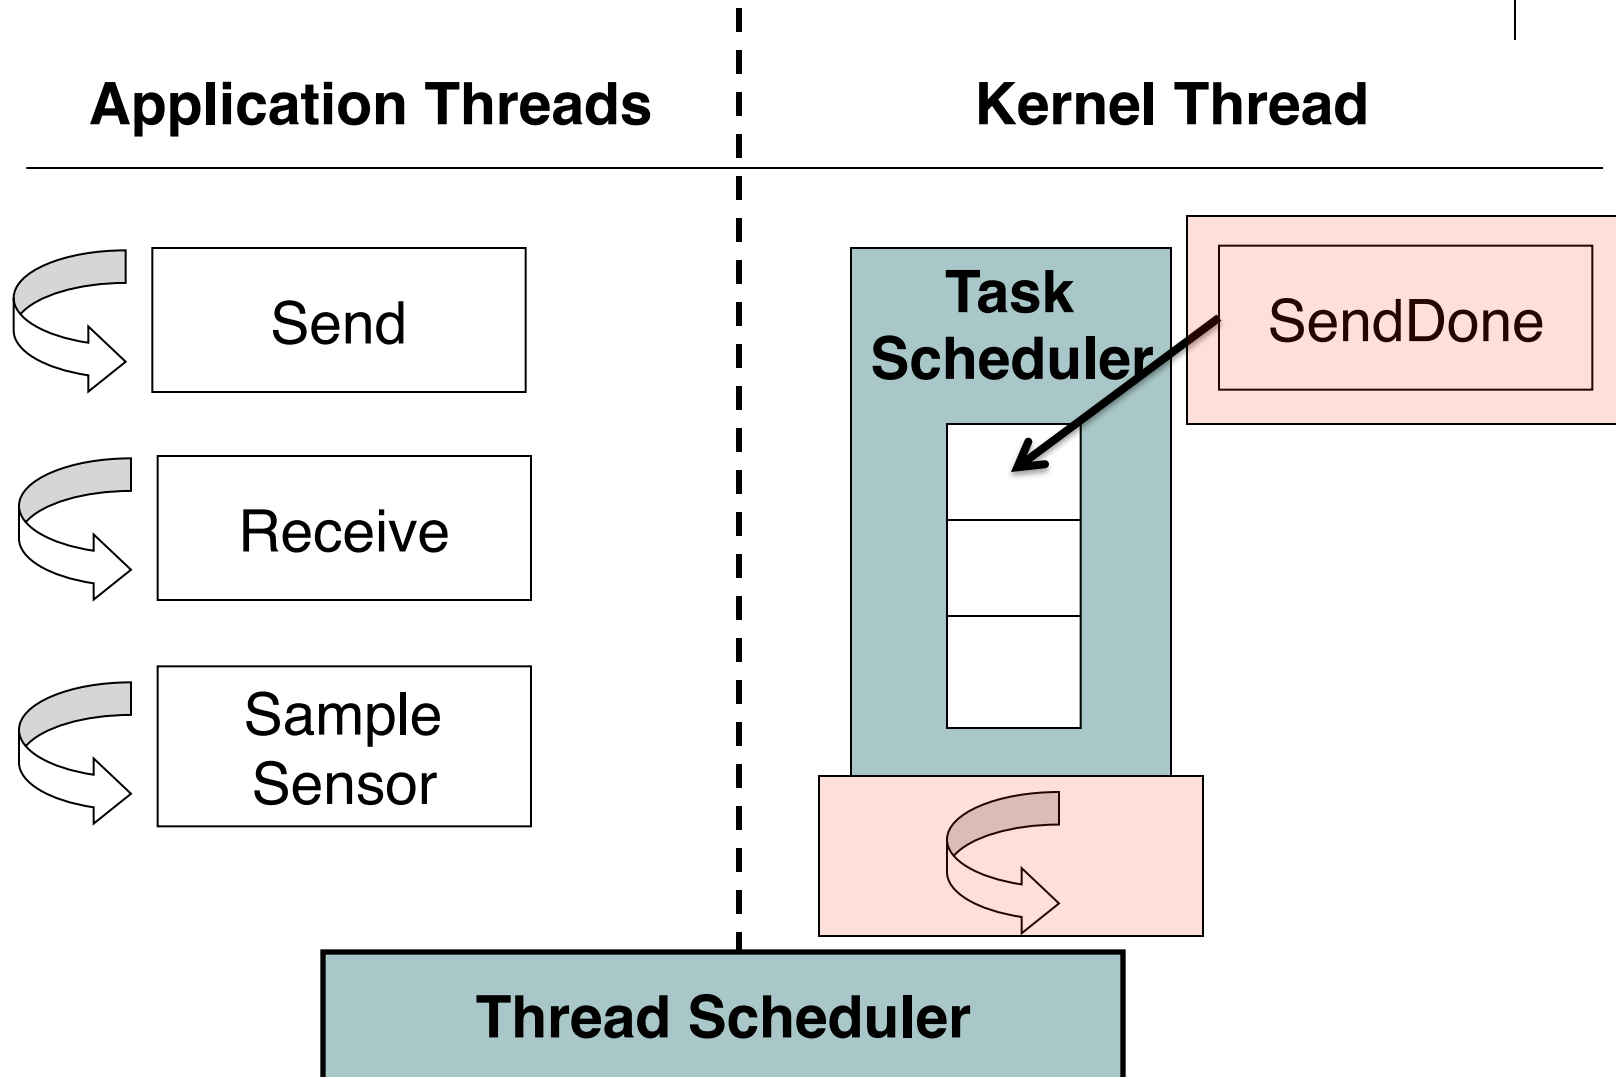 Application Threads
Kernel Thread
Send
Receive
Sample
Sensor
Task
Scheduler
SendDone
Thread Scheduler